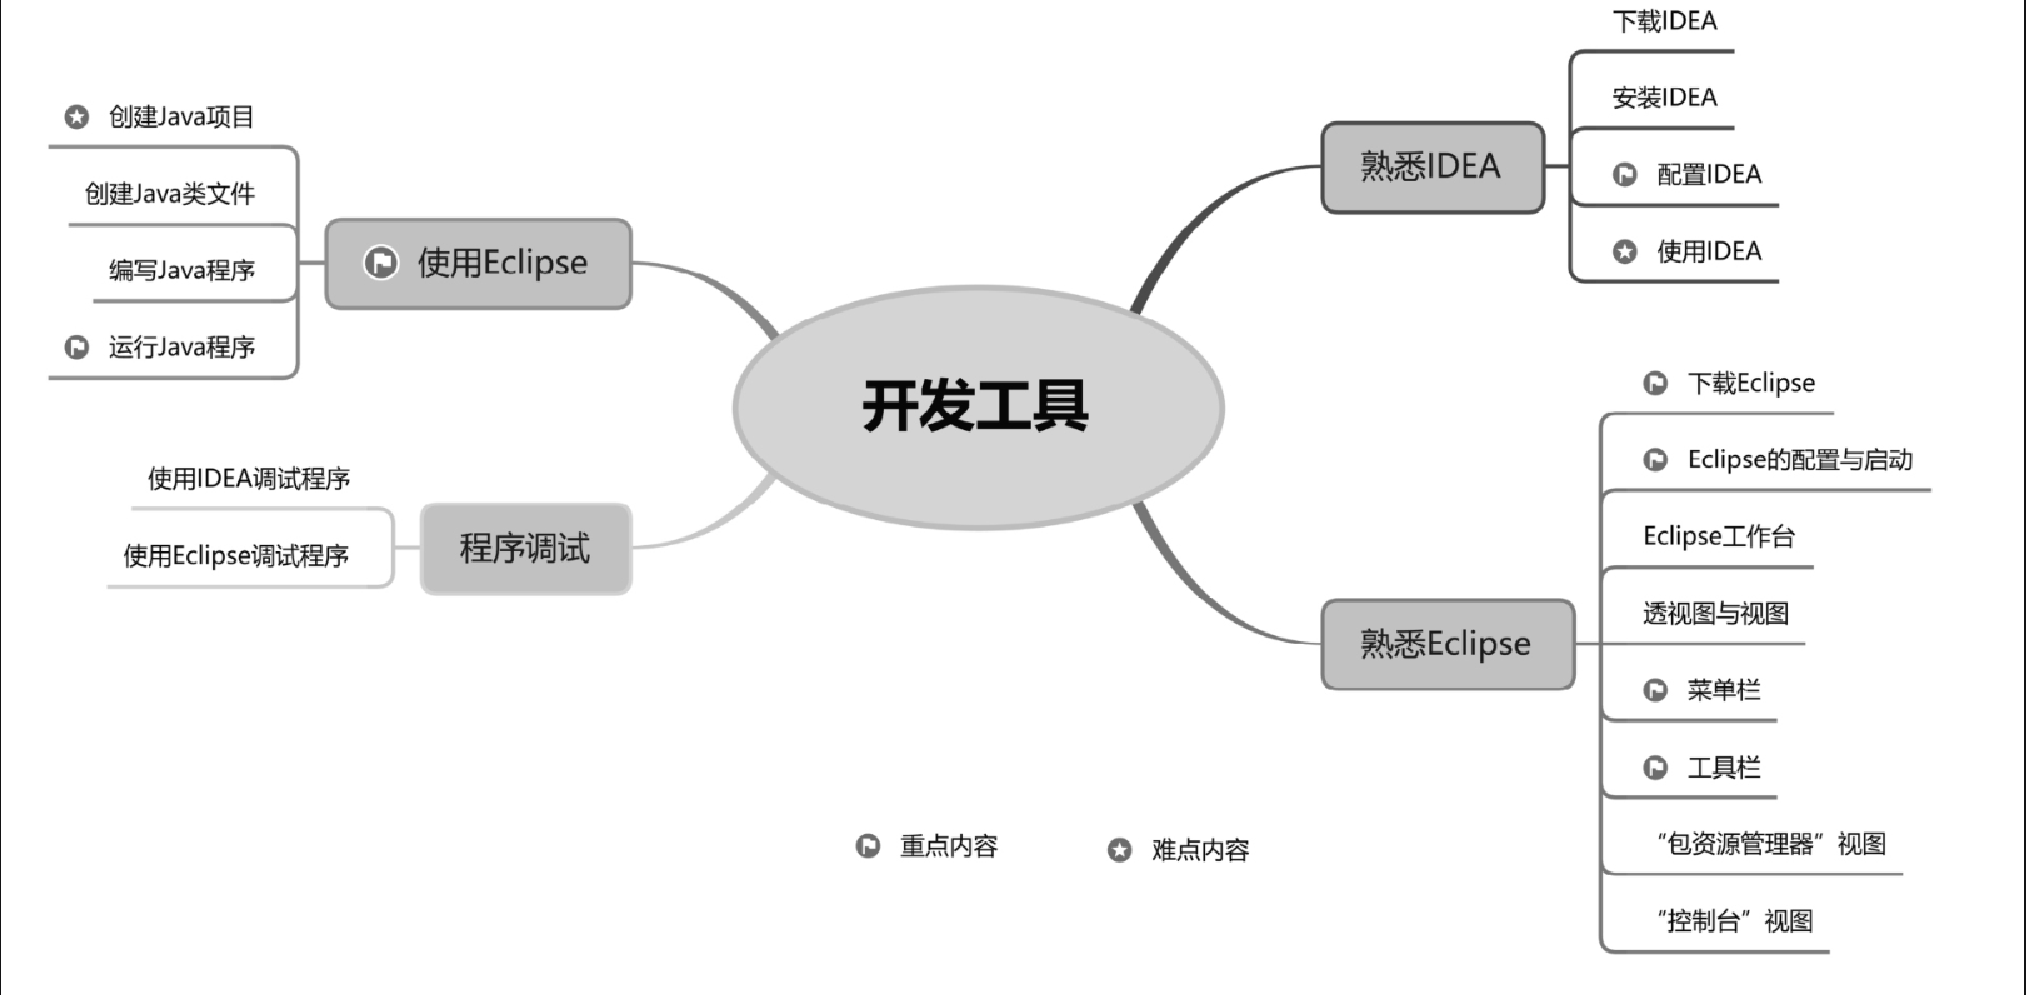 开发工具
熟悉IDEA
下载IDEA
安装IDEA
配置IDEA
使用IDEA
熟悉Eclipse
下载Eclipse
Eclipse的配置与启动
Eclipse工作台
透视图与视图
菜单栏
工具栏
“包资源管理器”视图
“控制台”视图
使用Eclipse
创建Java项目
创建Java类文件
编写Java程序
运行Java程序
程序调试
使用IDEA调试程序
使用Eclipse调试程序
重点内容
难点内容